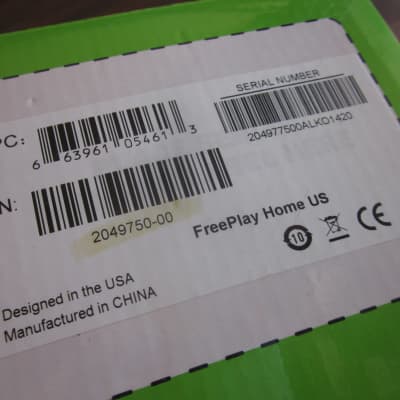 SERIAL NUMBER
204977500ALKD1420
PC:
6 63961 05461 3
N:
2049750-00
FreePlay Home US
10
CE
Designed in the USA
Manufactured in CHINA